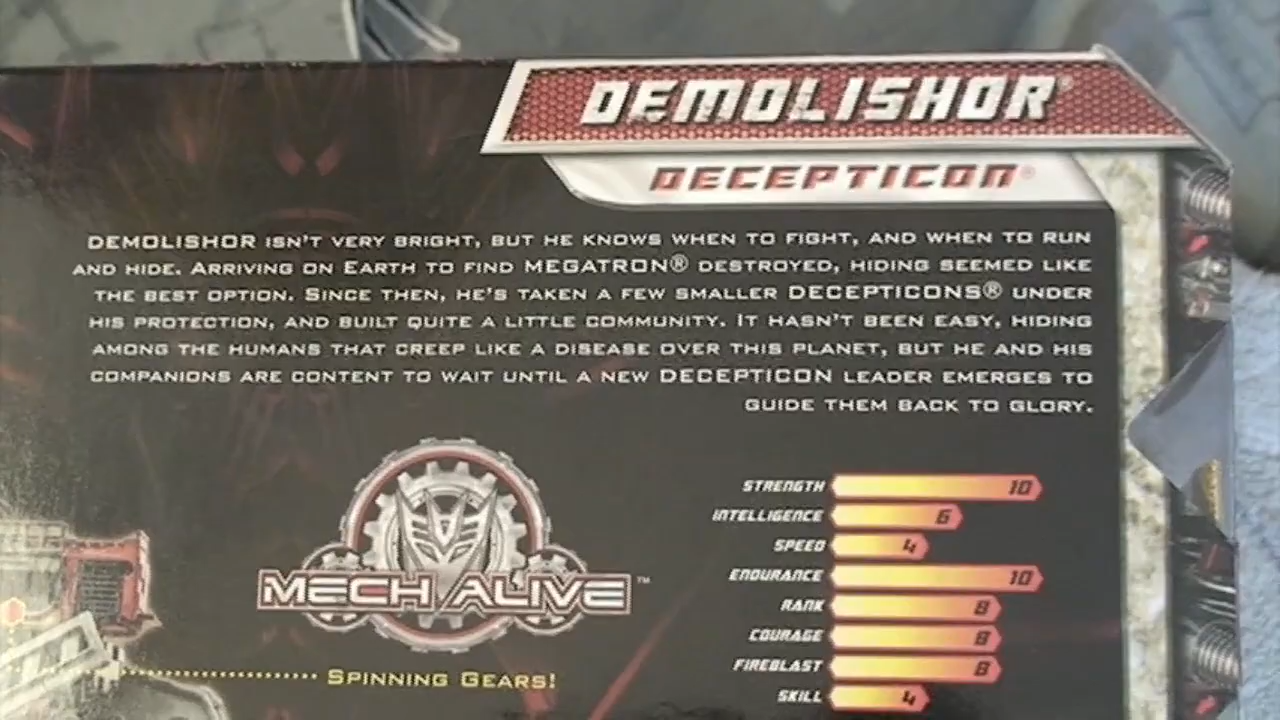 DEMOLISHOR®
DECEPTICON®
DEMOLISHOR ISN'T VERY BRIGHT, BUT HE KNOWS WHEN TO FIGHT, AND WHEN TO RUN
AND HIDE. ARRIVING ON EARTH TO FIND MEGATRON® DESTROYED, HIDING SEEMED LIKE
THE BEST OPTION. SINCE THEN, HE'S TAKEN A FEW SMALLER DECEPTICONS® UNDER
HIS PROTECTION, AND BUILT QUITE A LITTLE COMMUNITY. IT HASN'T BEEN EASY, HIDING
AMONG THE HUMANS THAT CREEP LIKE A DISEASE OVER THIS PLANET, BUT HE AND HIS
COMPANIONS ARE CONTENT TO WAIT UNTIL A NEW DECEPTICON LEADER EMERGES TO
GUIDE THEM BACK TO GLORY.
MECH ALIVE™
SPINNING GEARS!
STRENGTH 10
INTELLIGENCE 6
SPEED 4
ENDURANCE 10
RANK 8
COURAGE 8
FIREBLAST 8
SKILL 4